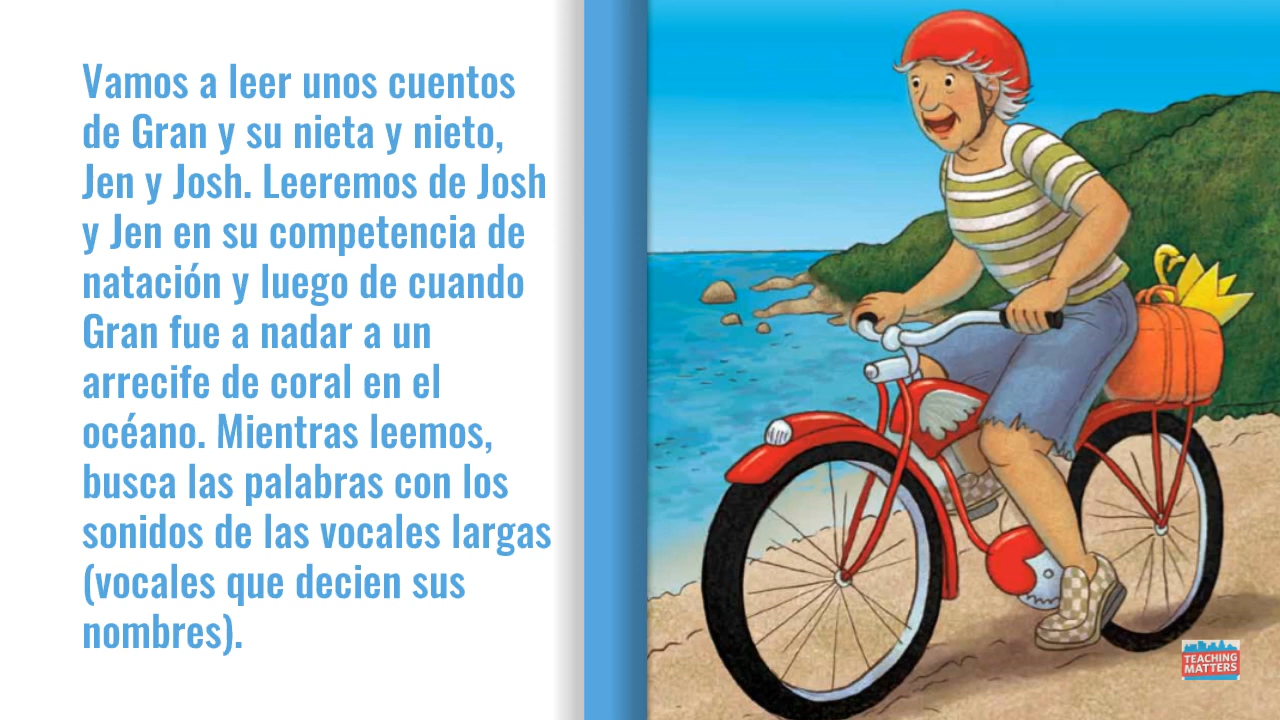 Vamos a leer unos cuentos
de Gran y su nieta y nieto,
Jen y Josh. Leeremos de Josh
y Jen en su competencia de
natación y luego de cuando
Gran fue a nadar a un
arrecife de coral en el
océano. Mientras leemos,
busca las palabras con los
sonidos de las vocales largas
(vocales que decien sus
nombres).
TEACHING
MATTERS